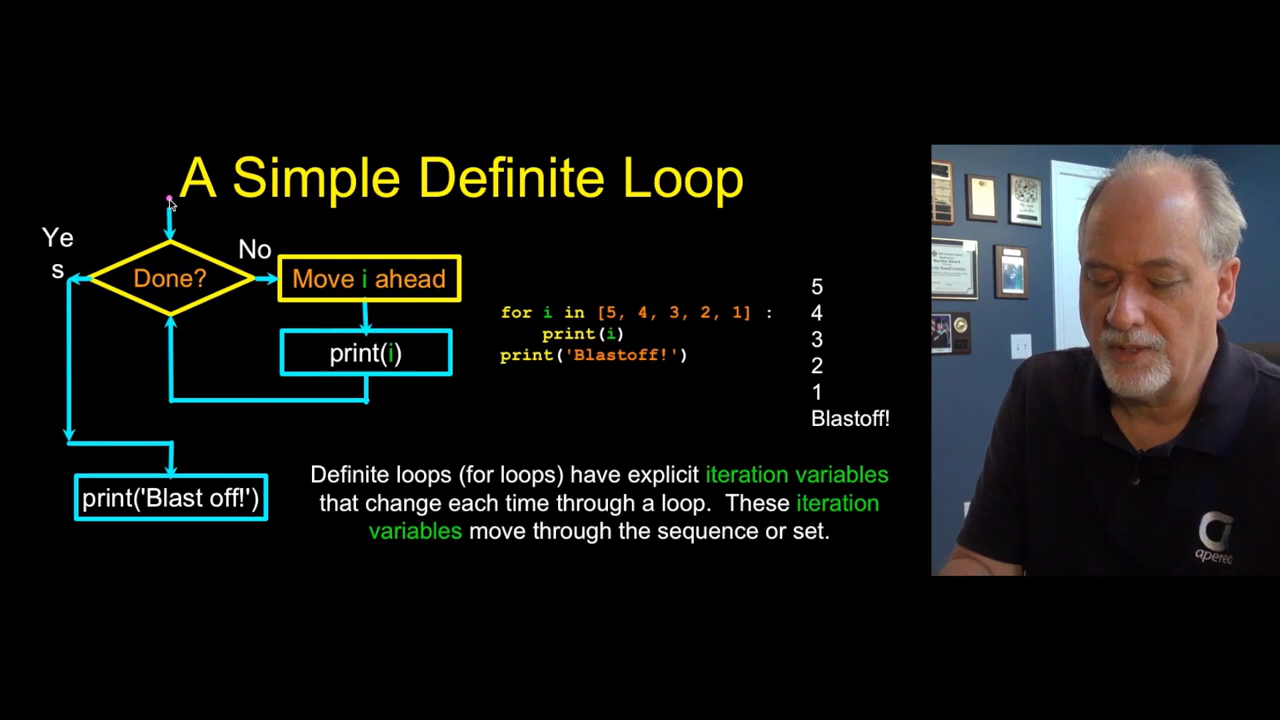 A Simple Definite Loop
Ye
s
No
Done?
Move i ahead
print(i)
print('Blast off!')
for i in [5, 4, 3, 2, 1] :
    print(i)
print('Blastoff!')
5
4
3
2
1
Blastoff!
Definite loops (for loops) have explicit iteration variables
that change each time through a loop.  These iteration
variables move through the sequence or set.
apereo